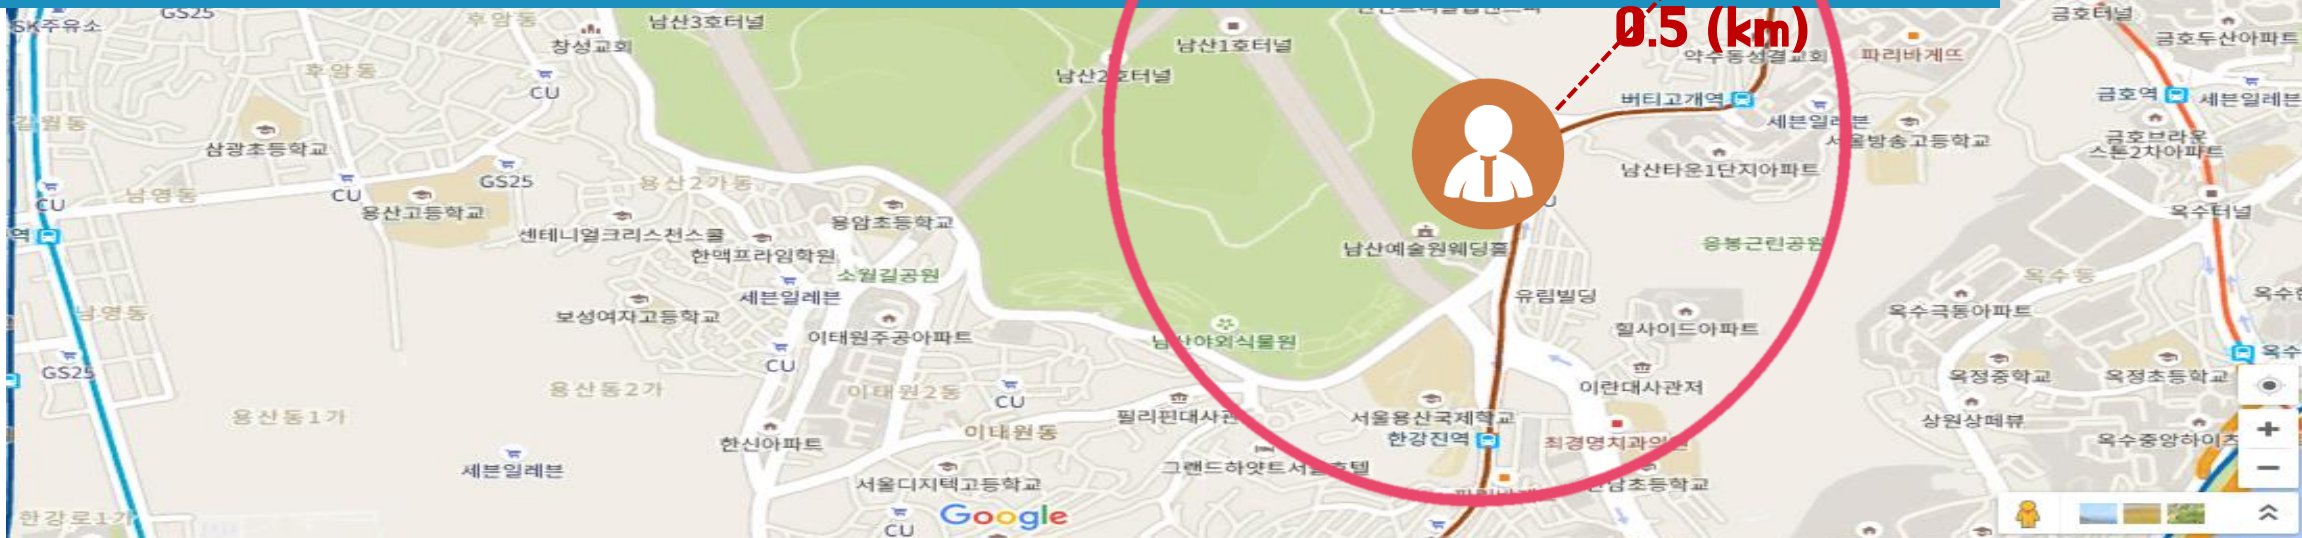 GS25
SK주유소
후암동
남산3호터널
창성교회
남산1호터널
남산2호터널
0.5 (km)
약수동성결교회
파리바게뜨
금호터널
금호두산아파트
후암동
CU
버티고개역
세븐일레븐
서울방송고등학교
금호역
세븐일레븐
금호브라운
스톤2차아파트
삼광초등학교
CU
남영동
CU
GS25
용산고등학교
용산2가동
남산타운1단지아파트
옥수터널
역
센테니얼크리스천스쿨
용암초등학교
한맥프라임학원
소월길공원
세븐일레븐
남산예술원웨딩홀
응봉근린공원
옥수동
유림빌딩
남영동
보성여자고등학교
이태원주공아파트
남산야외식물원
힐사이드아파트
옥수극동아파트
GS25
CU
용산동2가
이태원2동
CU
이란대사관저
옥정중학교
옥정초등학교
옥수
용산동1가
한신아파트
이태원동
필리핀대사관
서울용산국제학교
한강진역
최경명치과의원
상원상떼뷰
옥수중앙하이츠
세븐일레븐
서울디지텍고등학교
그랜드하얏트서울호텔
파리바게뜨
한남초등학교
한강로1가
CU
Google